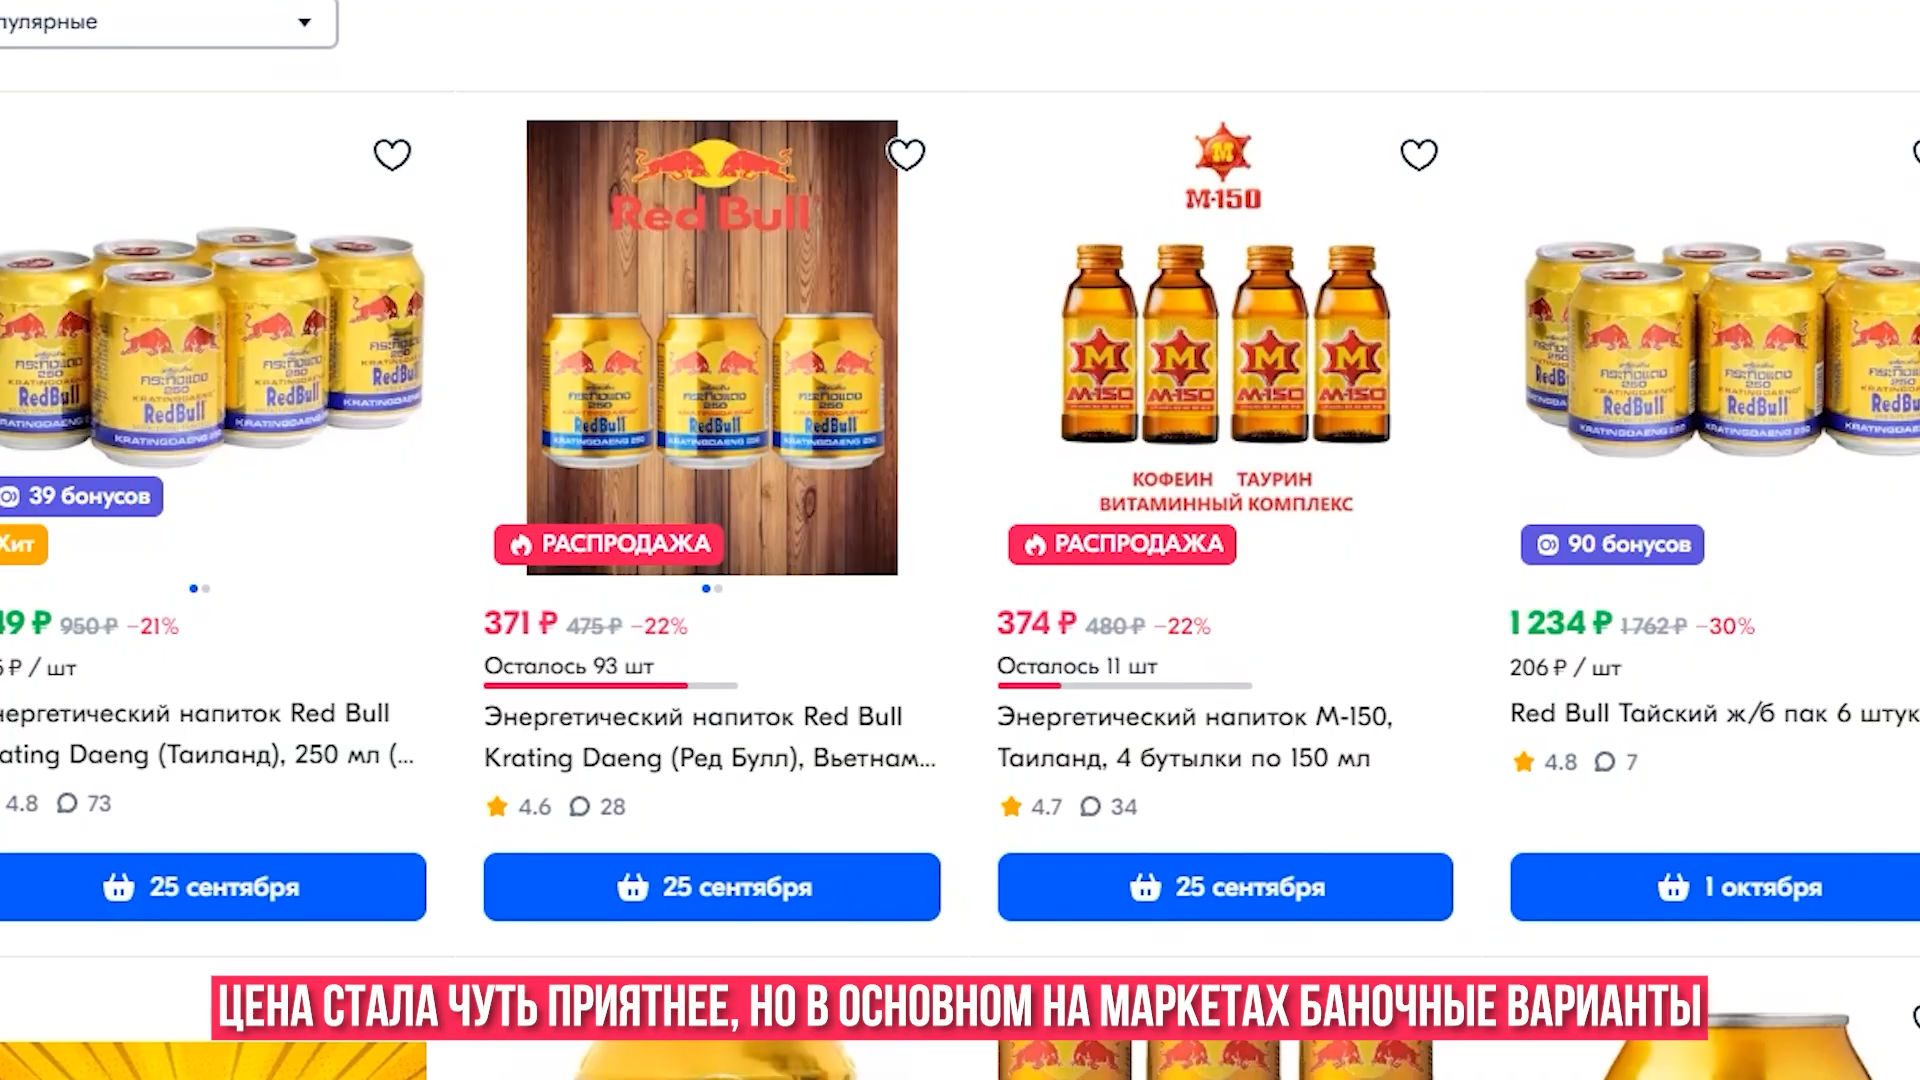 пулярные
Red Bull
M-150
КОФЕИН ТАУРИН
ВИТАМИННЫЙ КОМПЛЕКС
39 бонусов
Хит
РАСПРОДАЖА
РАСПРОДАЖА
90 бонусов
49 ₽ 950 ₽ −21%
₽ / шт
нергетический напиток Red Bull
ating Daeng (Таиланд), 250 мл (...
4.8 73
25 сентября
371 ₽ 475 ₽ −22%
Осталось 93 шт
Энергетический напиток Red Bull
Krating Daeng (Ред Булл), Вьетнам...
4.6 28
25 сентября
374 ₽ 480 ₽ −22%
Осталось 11 шт
Энергетический напиток М-150,
Таиланд, 4 бутылки по 150 мл
4.7 34
25 сентября
1 234 ₽ 1 762 ₽ −30%
206 ₽ / шт
Red Bull Тайский ж/б пак 6 штук
4.8 7
1 октября
ЦЕНА СТАЛА ЧУТЬ ПРИЯТНЕЕ, НО В ОСНОВНОМ НА МАРКЕТАХ БАНОЧНЫЕ ВАРИАНТЫ